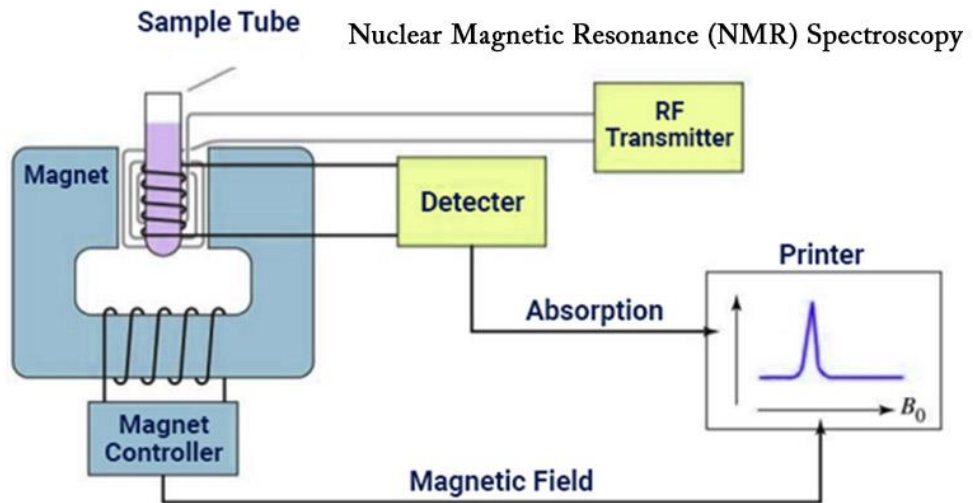 Sample Tube
Nuclear Magnetic Resonance (NMR) Spectroscopy
RF
Transmitter
Magnet
Detecter
Printer
Absorption
B0
Magnet
Controller
Magnetic Field